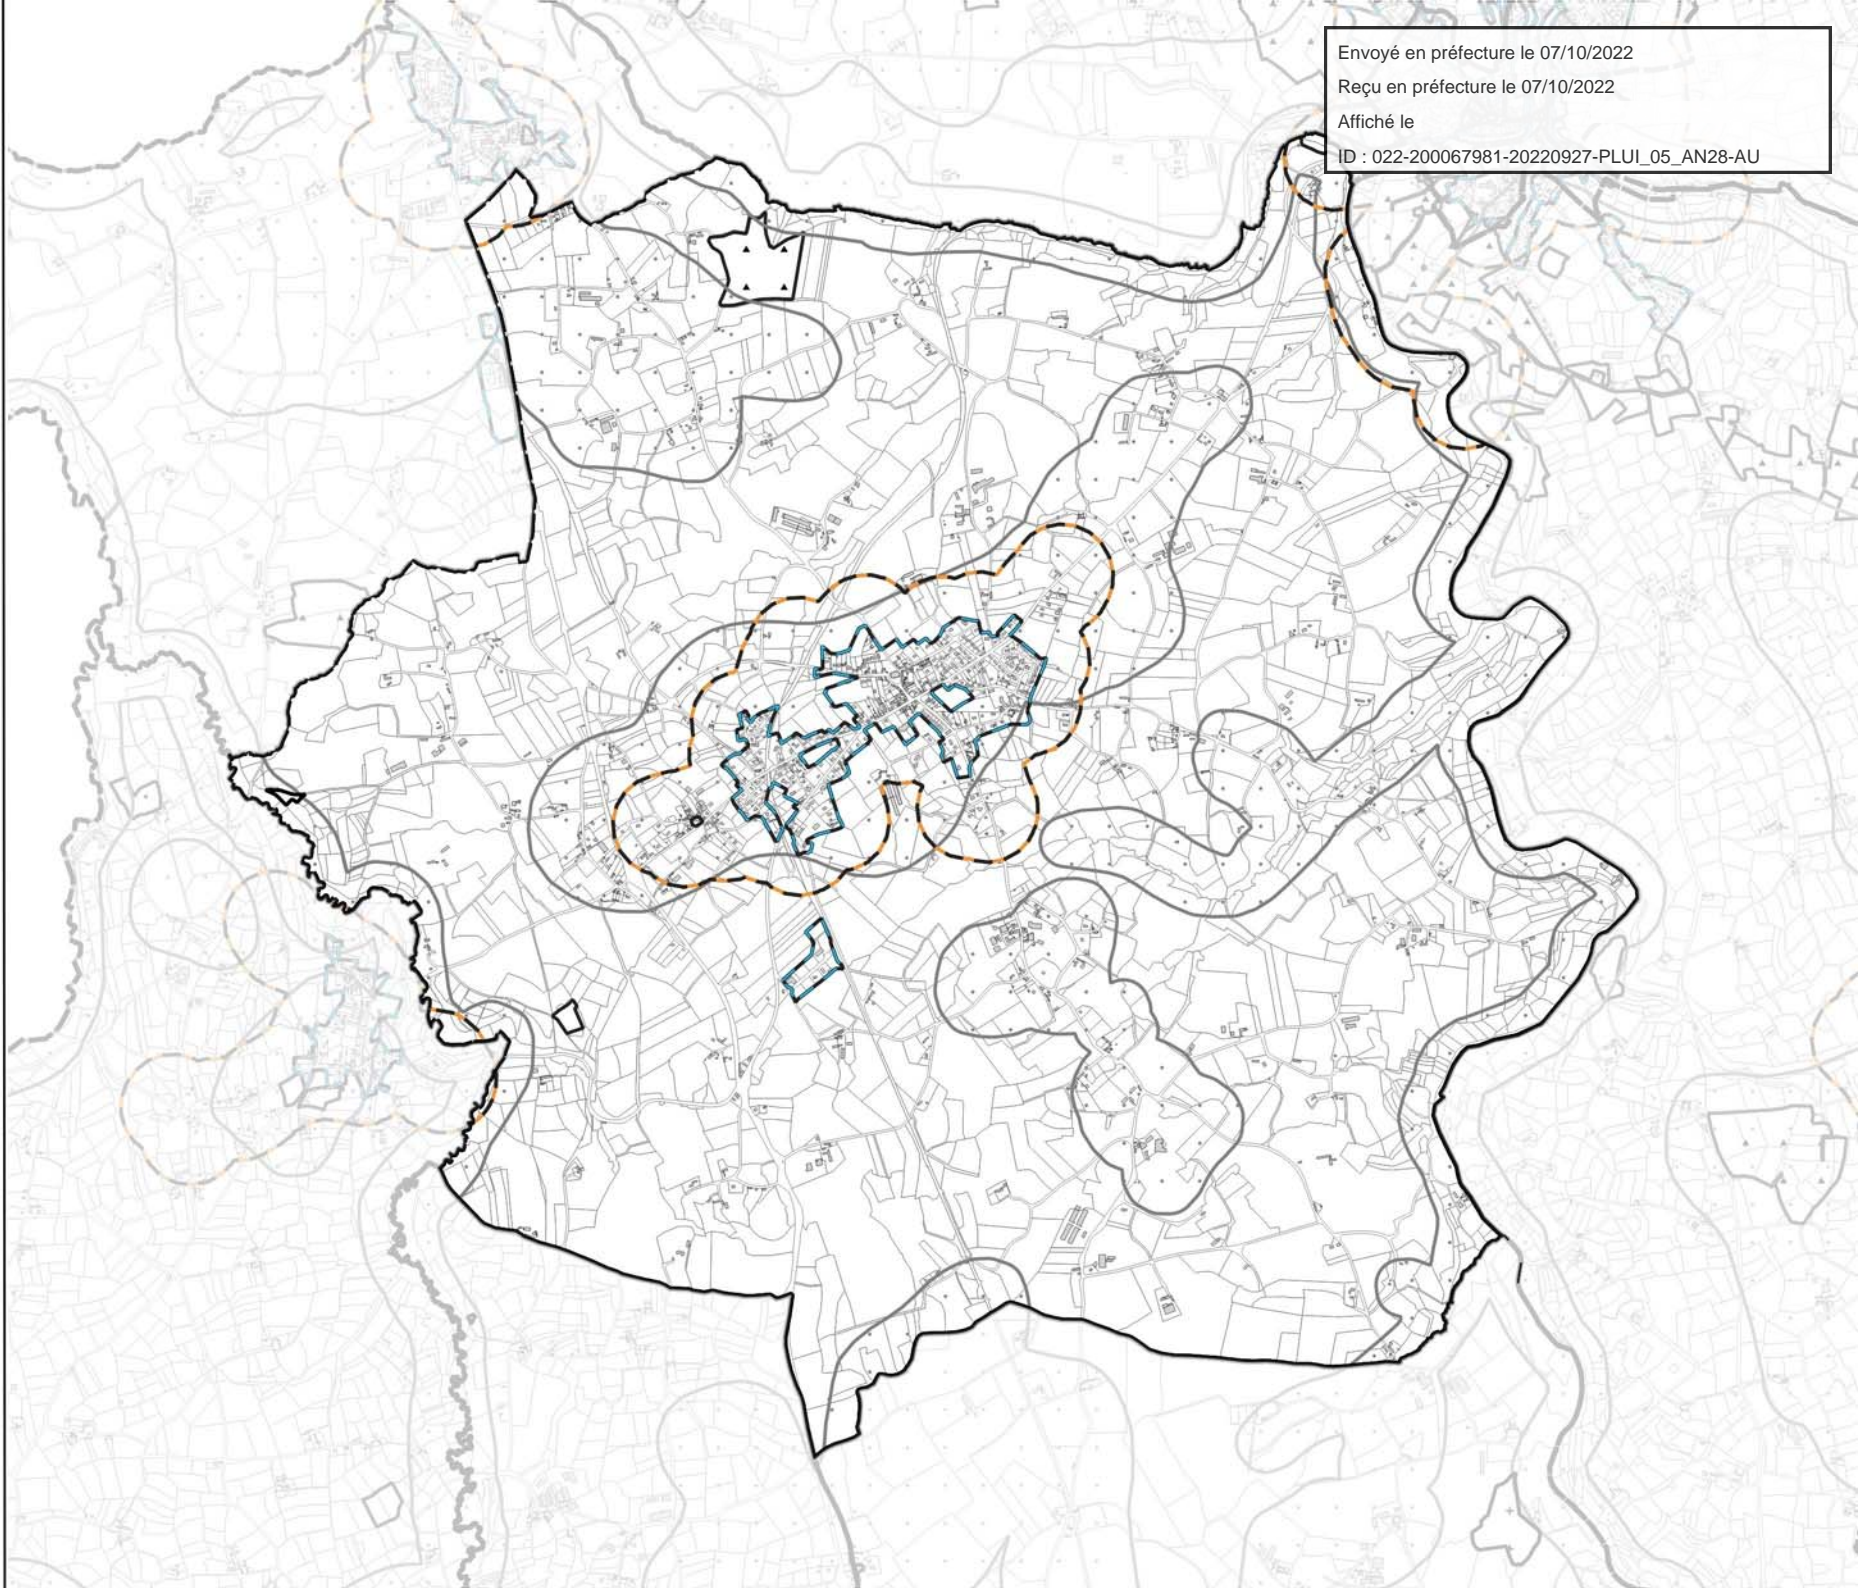 Envoyé en préfecture le 07/10/2022
Reçu en préfecture le 07/10/2022
Affiché le
ID : 022-200067981-20220927-PLUI_05_AN28-AU